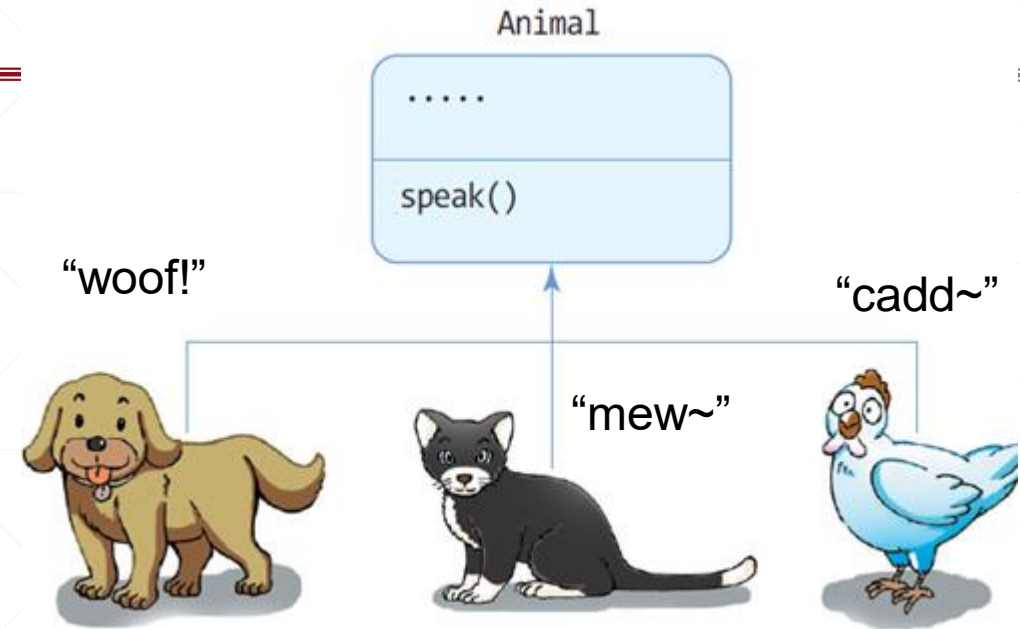 Animal
.....
speak()
“woof!”
“cadd~”
“mew~”